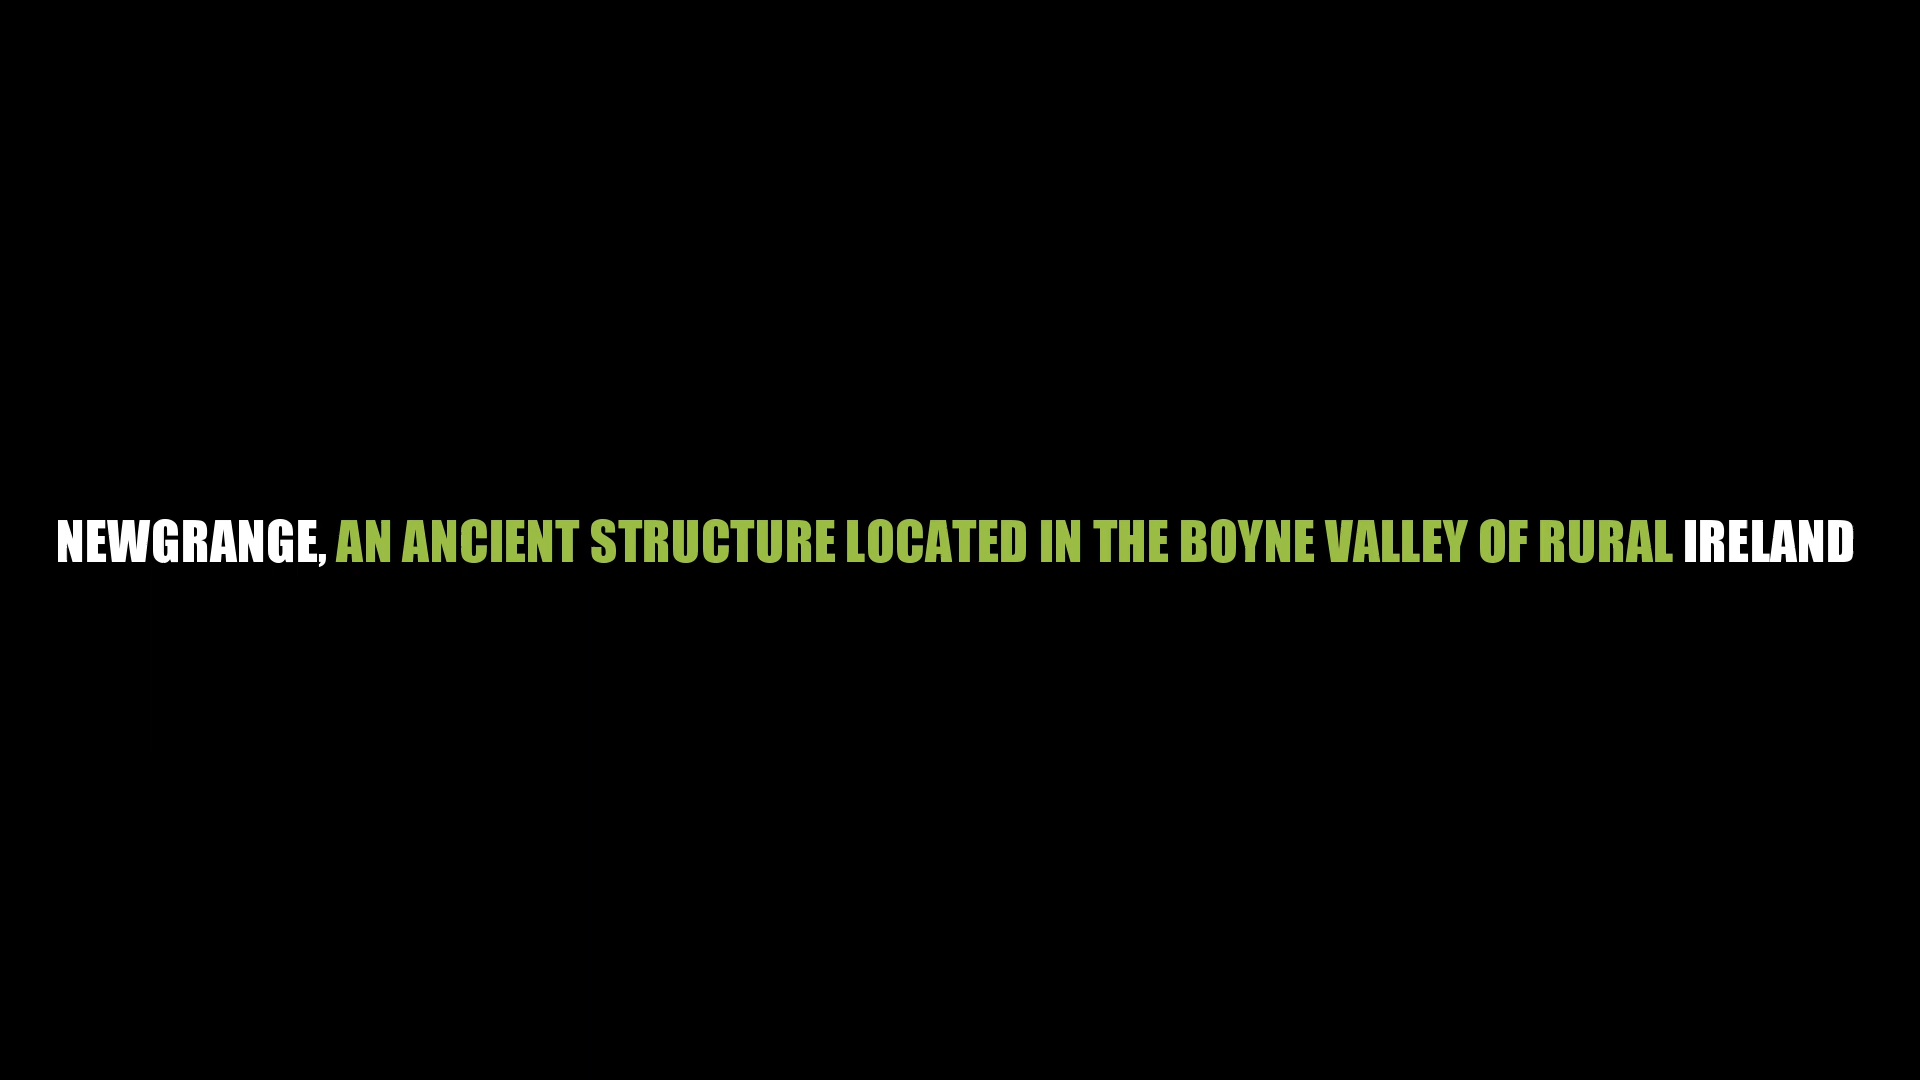 NEWGRANGE, AN ANCIENT STRUCTURE LOCATED IN THE BOYNE VALLEY OF RURAL IRELAND